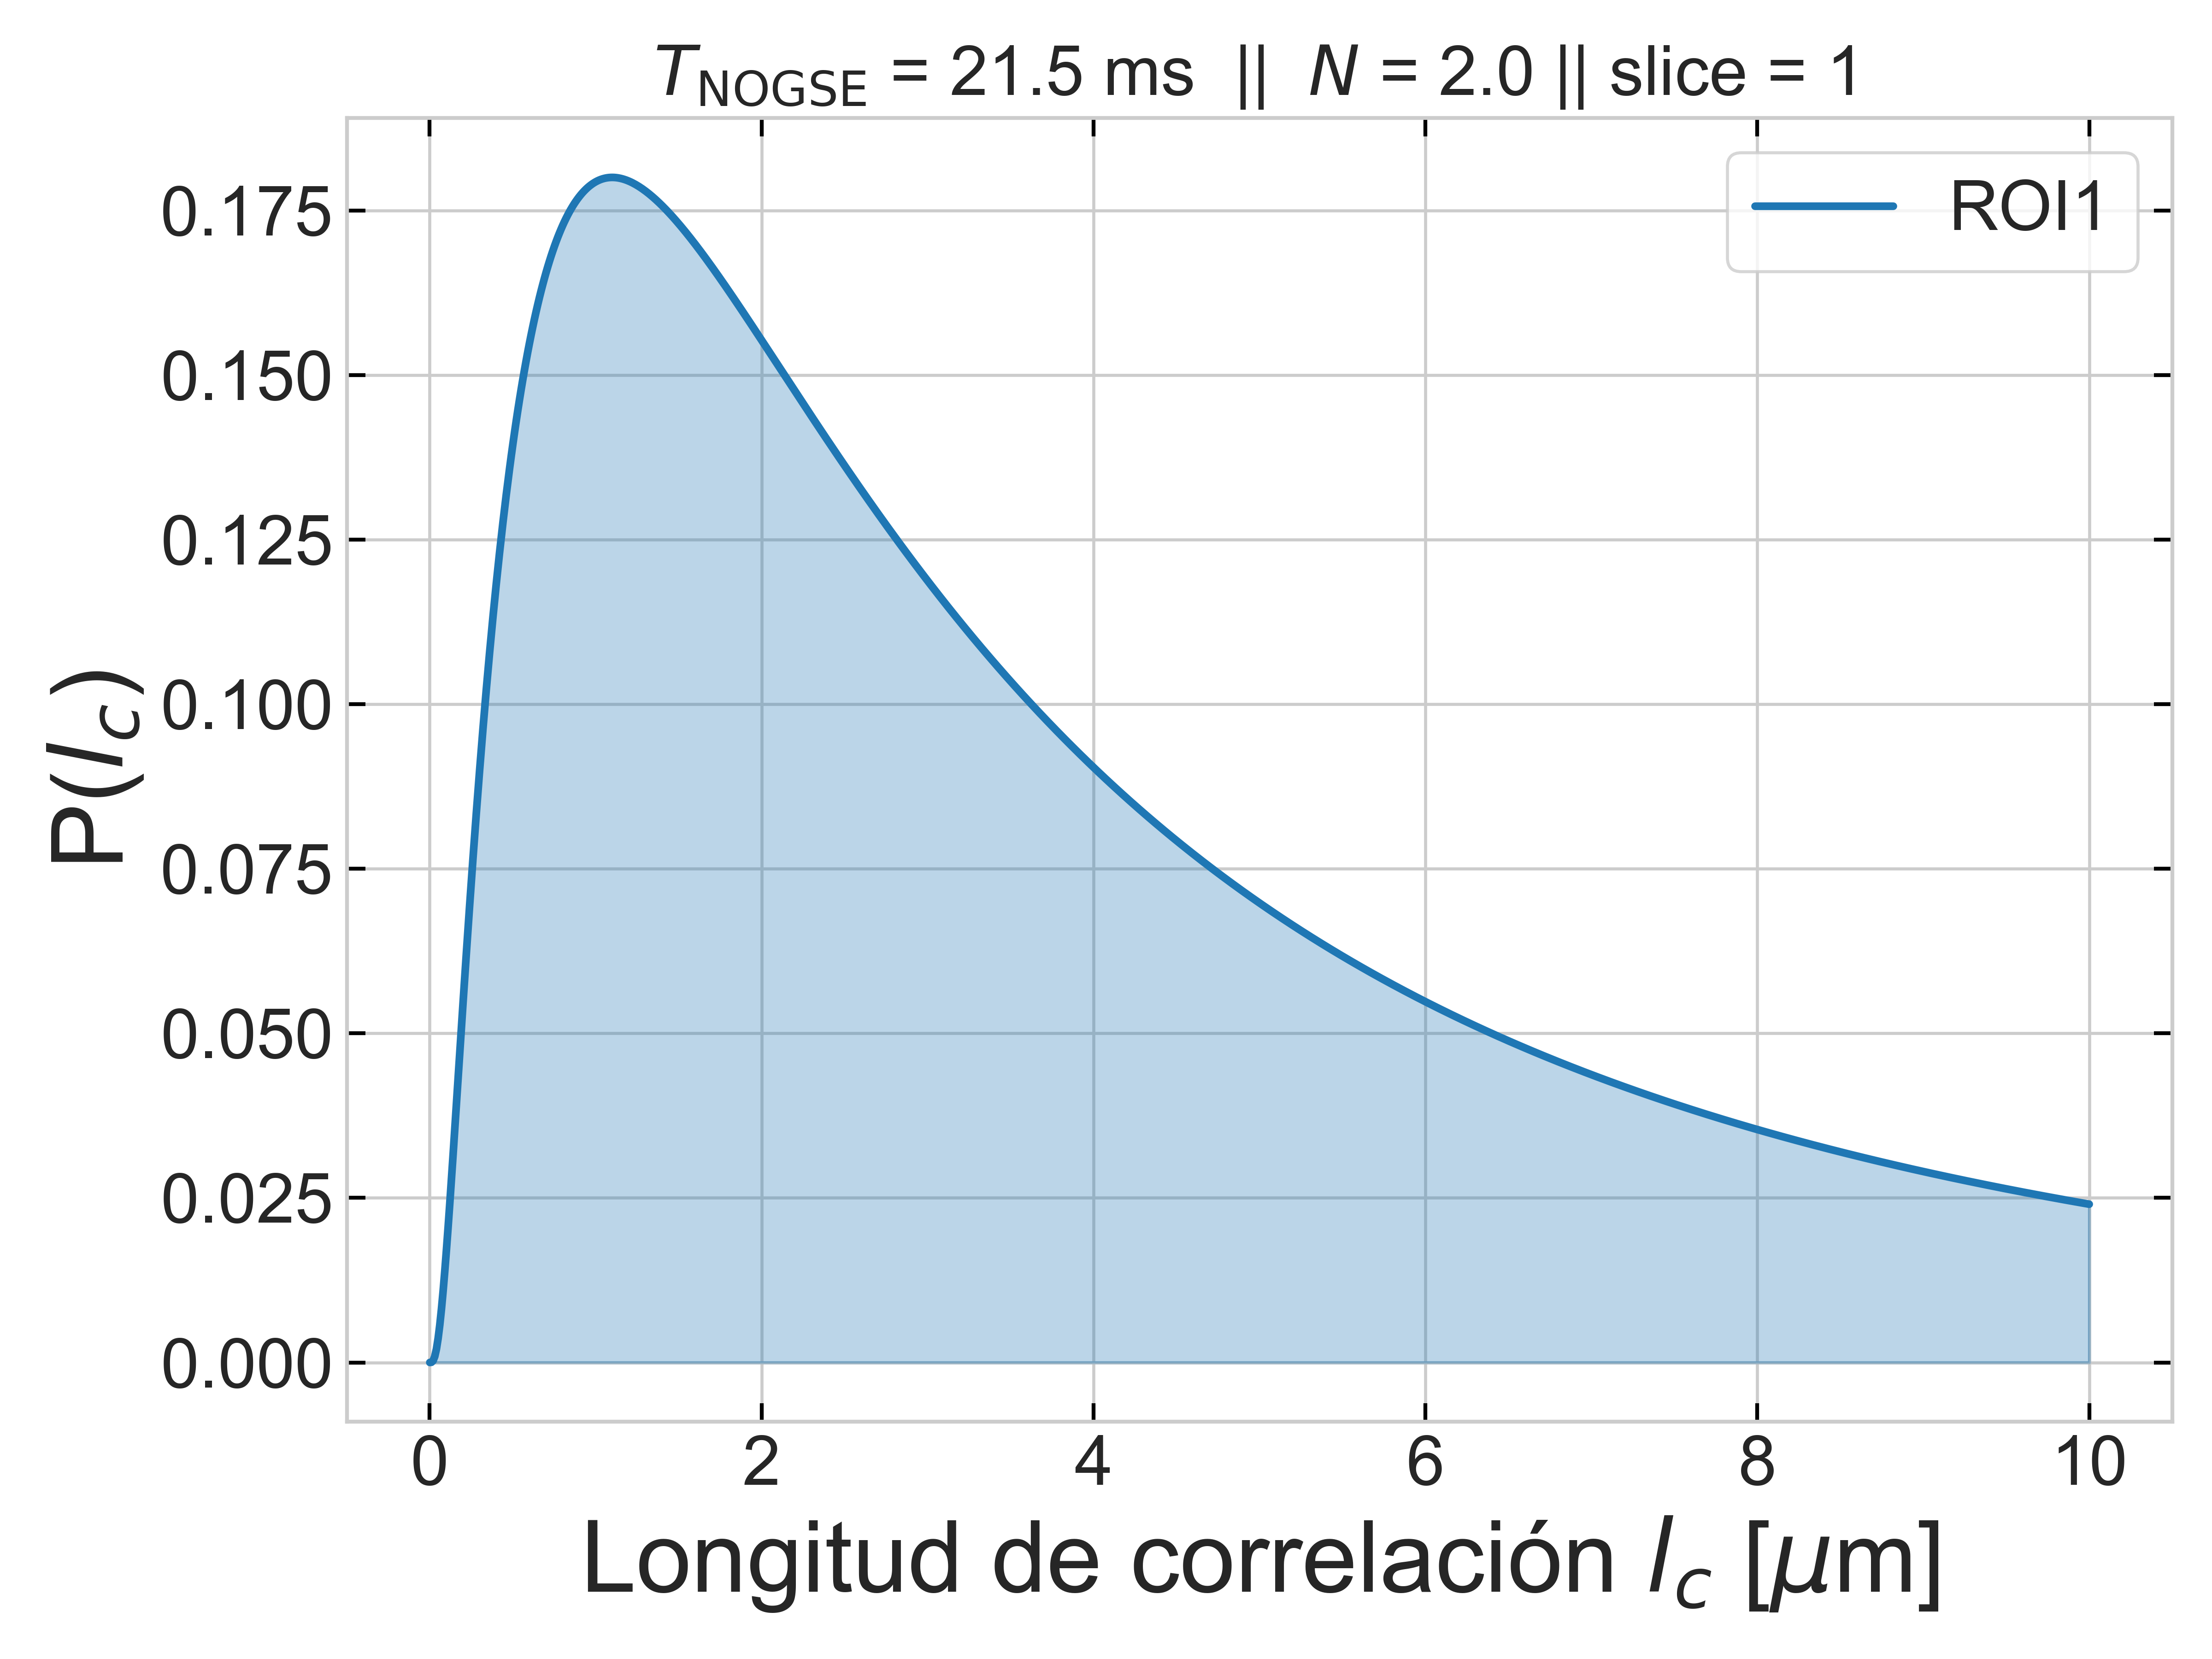 T_NOGSE = 21.5 ms || N = 2.0 || slice = 1
ROI1
P(l_c)
0.175
0.150
0.125
0.100
0.075
0.050
0.025
0.000
0 2 4 6 8 10
Longitud de correlación l_c [μm]